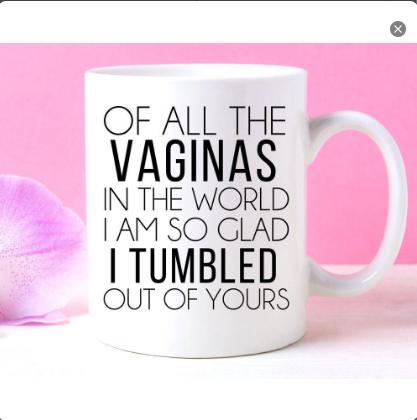 OF ALL THE
VAGINAS
IN THE WORLD
I AM SO GLAD
I TUMBLED
OUT OF YOURS